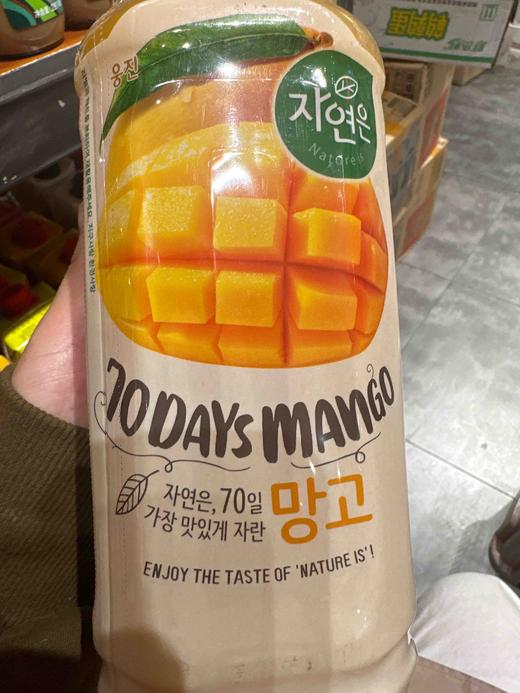 웅진
자연은
Nature is
70 DAYS MANGO
자연은, 70일
가장 맛있게 자란
망고
ENJOY THE TASTE OF 'NATURE IS'!